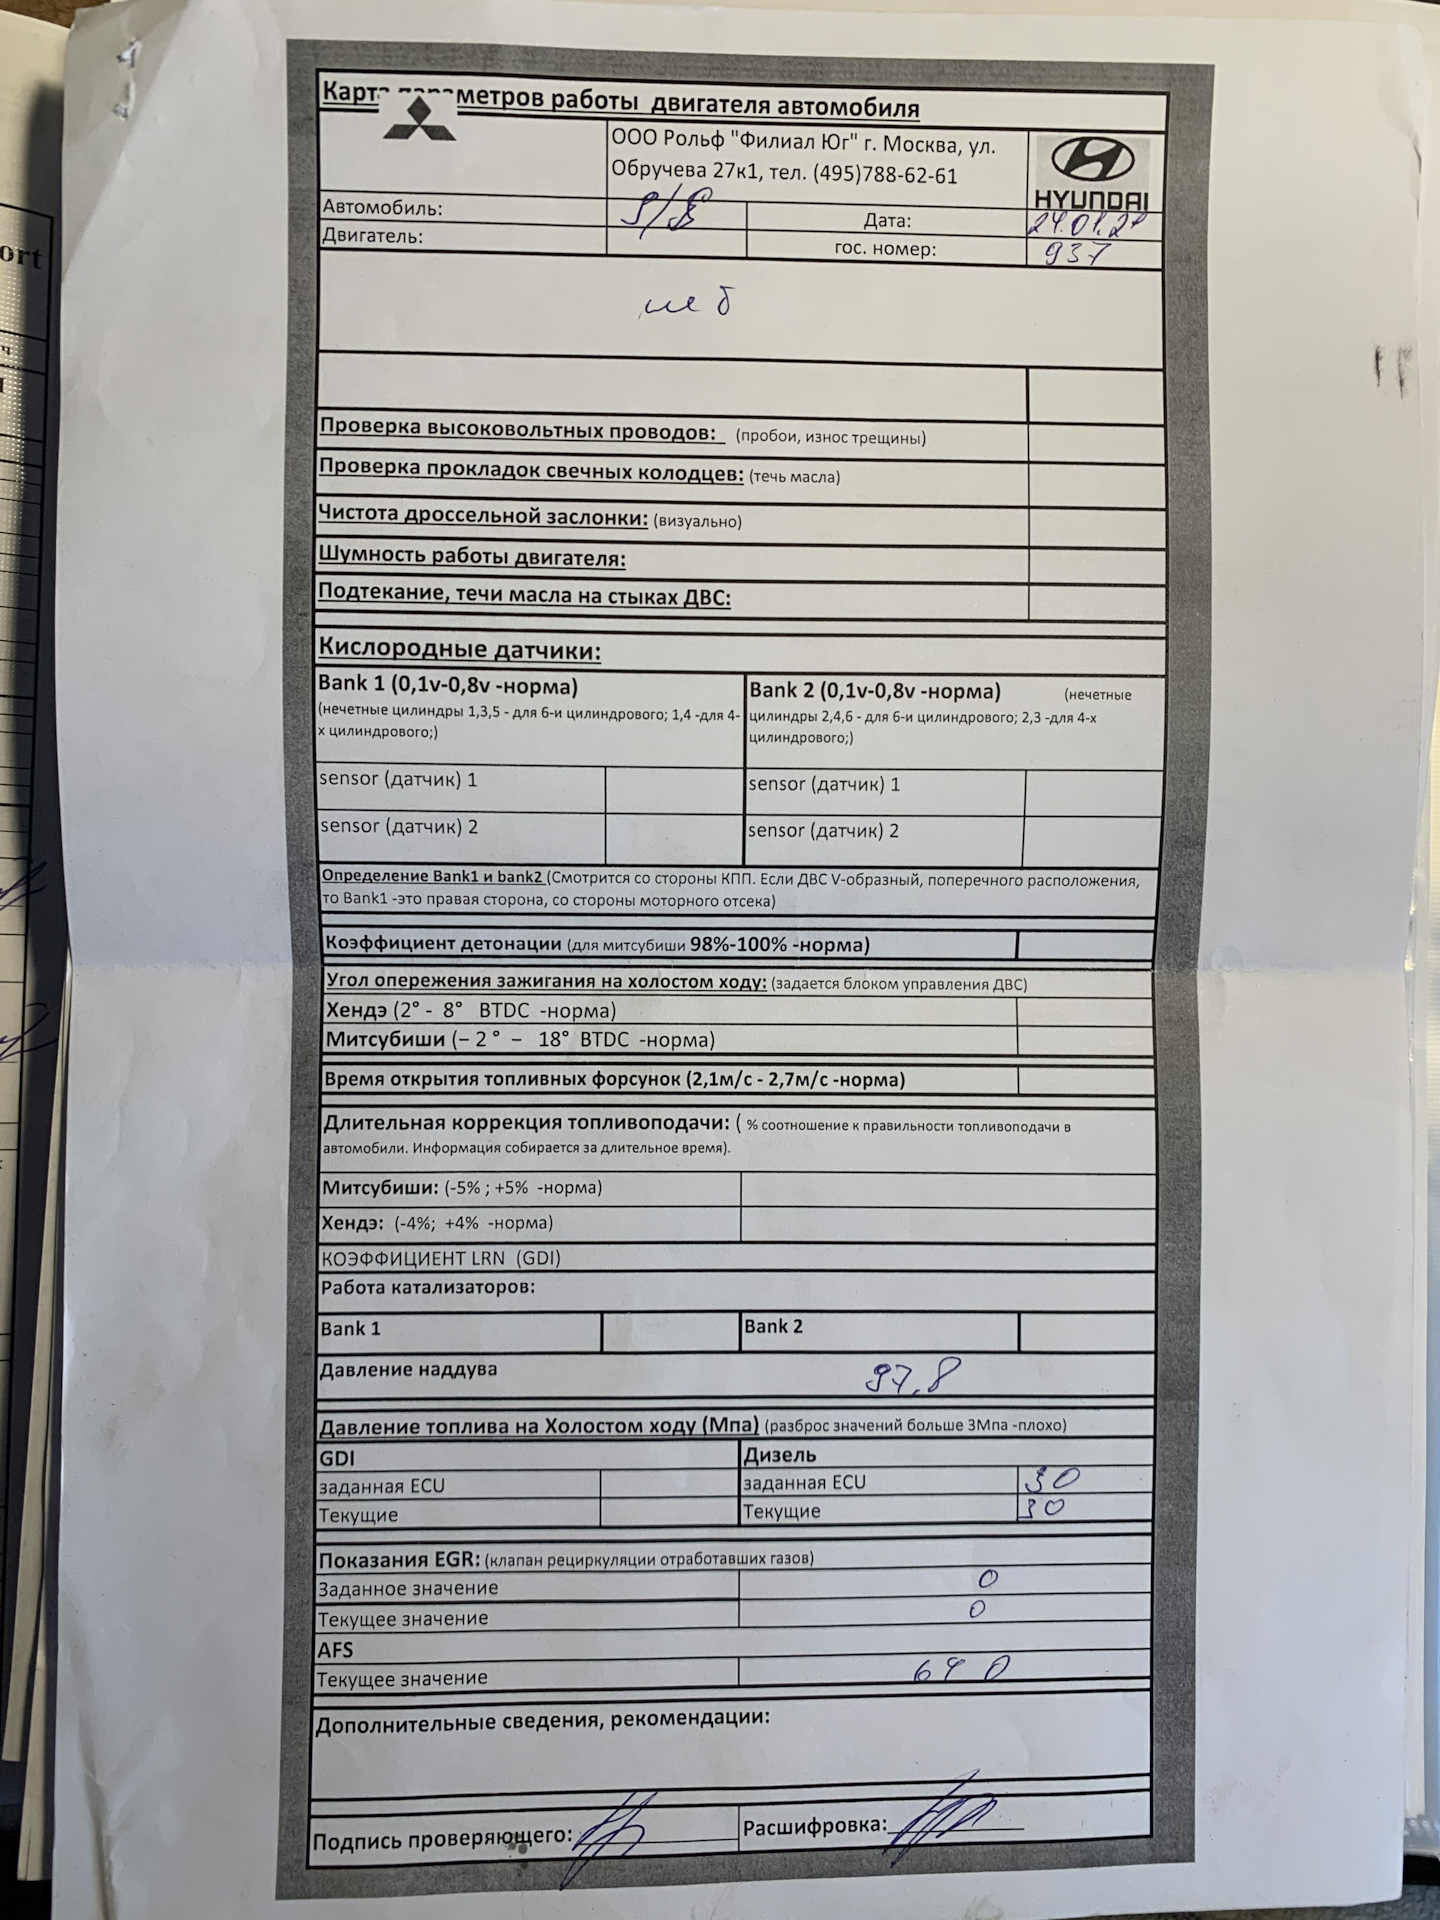 Карта параметров работы двигателя автомобиля
ООО Рольф "Филиал Юг" г. Москва, ул.
Обручева 27к1, тел. (495)788-62-61
HYUNDAI
Автомобиль:
Дата: 24.01.21
Двигатель:
гос. номер: 937
Проверка высоковольтных проводов: (пробои, износ трещины)
Проверка прокладок свечных колодцев: (течь масла)
Чистота дроссельной заслонки: (визуально)
Шумность работы двигателя:
Подтекание, течи масла на стыках ДВС:
Кислородные датчики:
Bank 1 (0,1v-0,8v -норма)
(нечетные цилиндры 1,3,5 - для 6-и цилиндрового; 1,4 -для 4-
х цилиндрового;)
Bank 2 (0,1v-0,8v -норма) (нечетные
цилиндры 2,4,6 - для 6-и цилиндрового; 2,3 -для 4-х
цилиндрового;)
sensor (датчик) 1
sensor (датчик) 1
sensor (датчик) 2
sensor (датчик) 2
Определение Bank1 и bank2 (Смотрится со стороны КПП. Если ДВС V-образный, поперечного расположения,
то Bank1 -это правая сторона, со стороны моторного отсека)
Коэффициент детонации (для митсубиши 98%-100% -норма)
Угол опережения зажигания на холостом ходу: (задается блоком управления ДВС)
Хендэ (2° - 8° BTDC -норма)
Митсубиши (– 2 ° – 18° BTDC -норма)
Время открытия топливных форсунок (2,1м/с - 2,7м/с -норма)
Длительная коррекция топливоподачи: ( % соотношение к правильности топливоподачи в
автомобили. Информация собирается за длительное время).
Митсубиши: (-5% ; +5% -норма)
Хендэ: (-4%; +4% -норма)
КОЭФФИЦИЕНТ LRN (GDI)
Работа катализаторов:
Bank 1
Bank 2
Давление наддува 97,8
Давление топлива на Холостом ходу (Мпа) (разброс значений больше 3Мпа -плохо)
GDI
Дизель
заданная ECU
заданная ECU 30
Текущие
Текущие 30
Показания EGR: (клапан рециркуляции отработавших газов)
Заданное значение 0
Текущее значение 0
AFS
Текущее значение 640
Дополнительные сведения, рекомендации:
Подпись проверяющего:
Расшифровка: